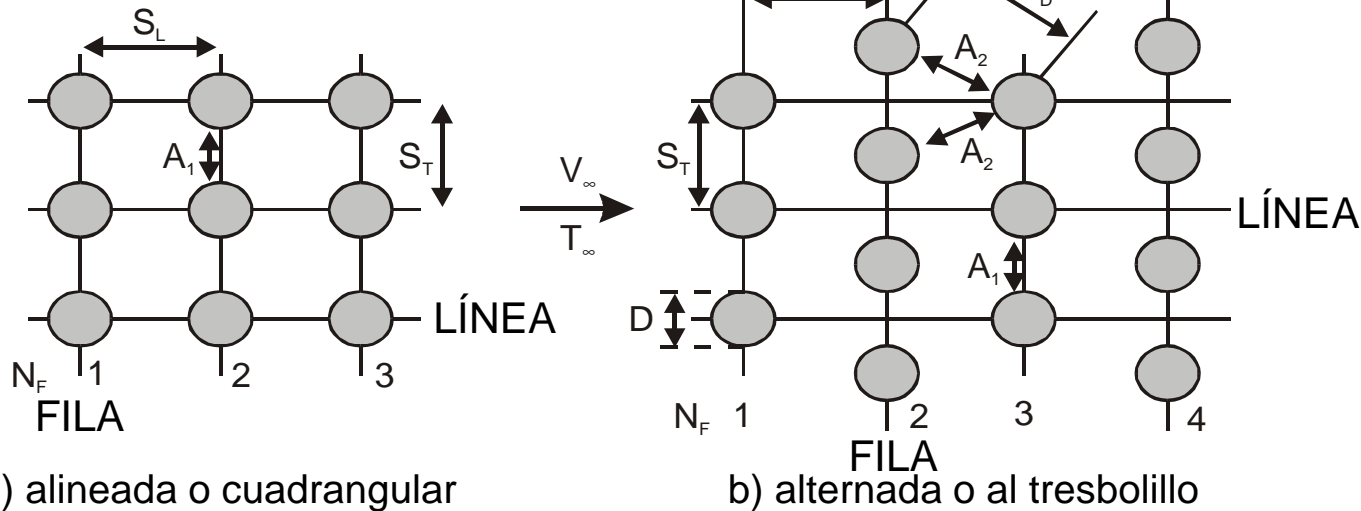 S_L
A_1
S_T
LÍNEA
N_F 1 2 3
FILA
) alineada o cuadrangular
V_∞
T_∞
D
A_2
A_2
S_T
LÍNEA
A_1
D
N_F 1 2 3 4
FILA
b) alternada o al tresbolillo